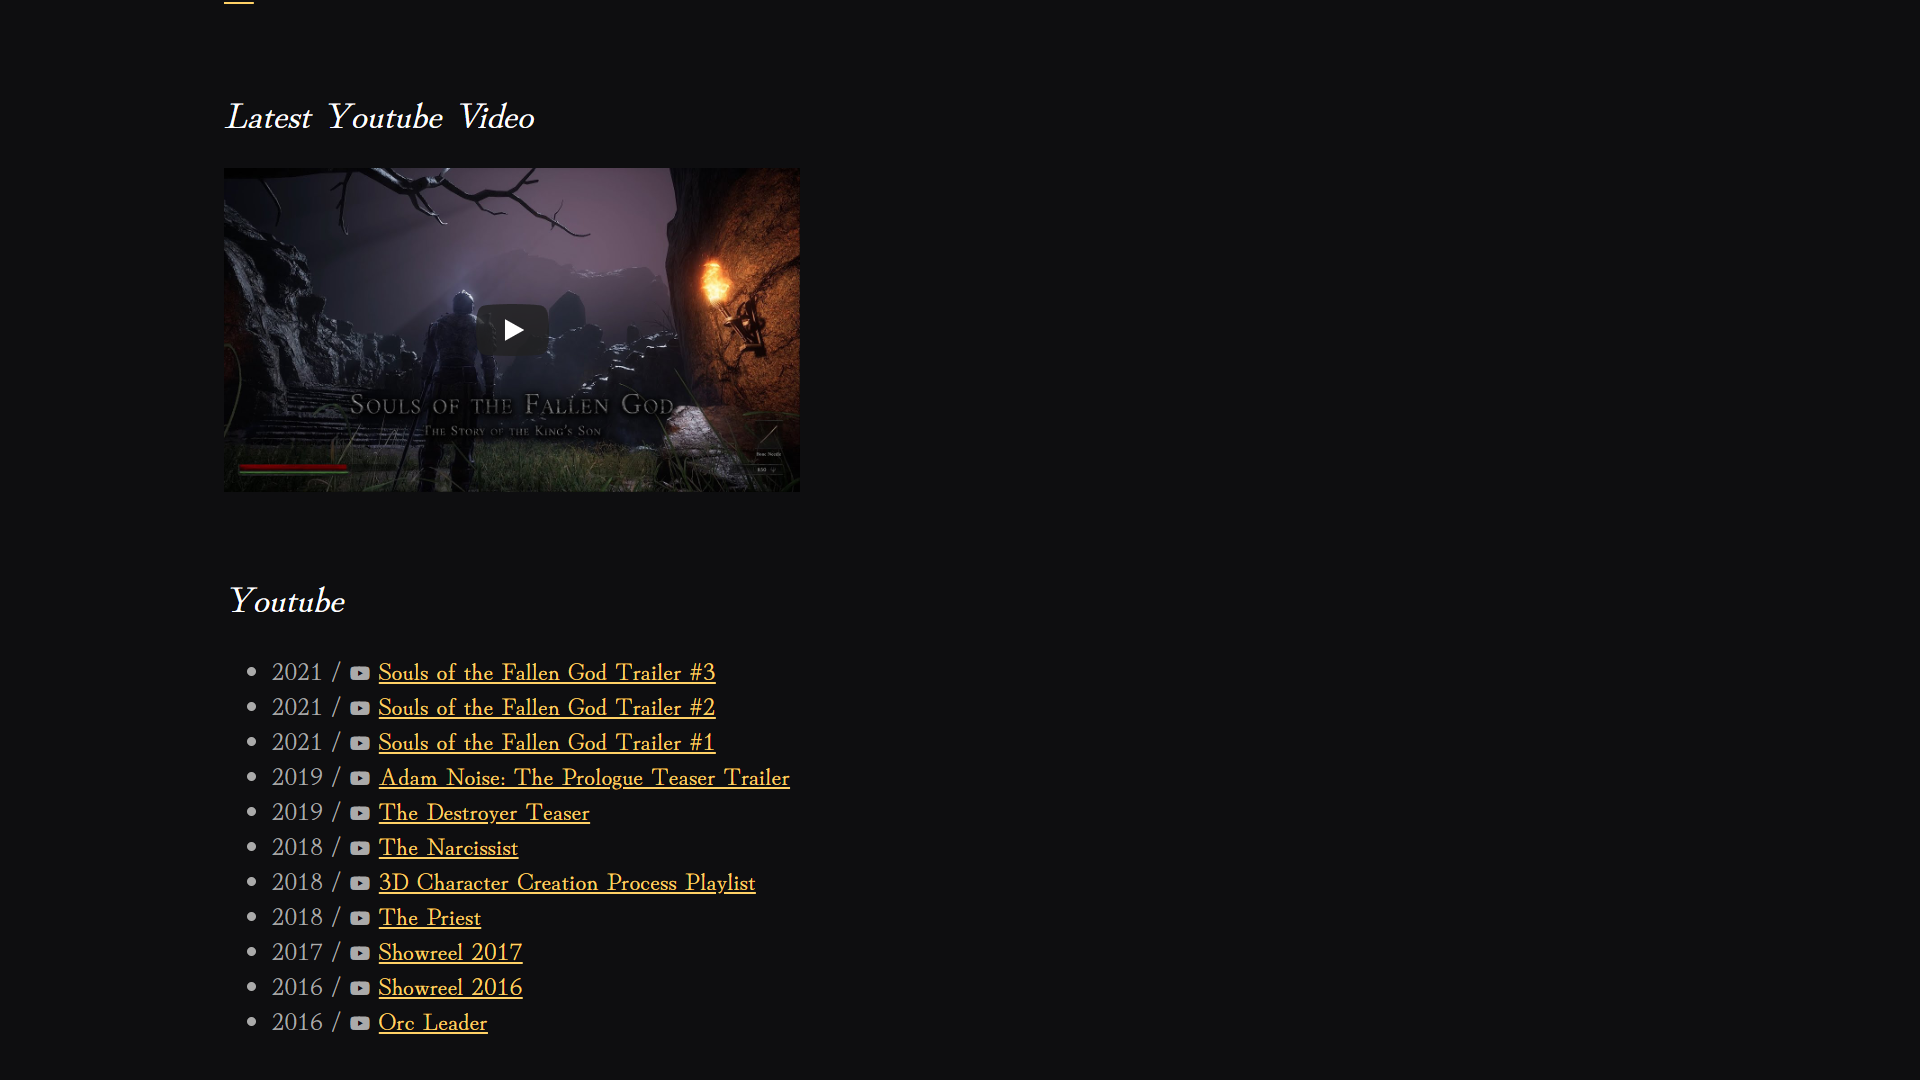 Latest Youtube Video
Souls of the Fallen God
The Story of the King's Son
Bone Needle
Youtube
2021 / Souls of the Fallen God Trailer #3
2021 / Souls of the Fallen God Trailer #2
2021 / Souls of the Fallen God Trailer #1
2019 / Adam Noise: The Prologue Teaser Trailer
2019 / The Destroyer Teaser
2018 / The Narcissist
2018 / 3D Character Creation Process Playlist
2018 / The Priest
2017 / Showreel 2017
2016 / Showreel 2016
2016 / Orc Leader